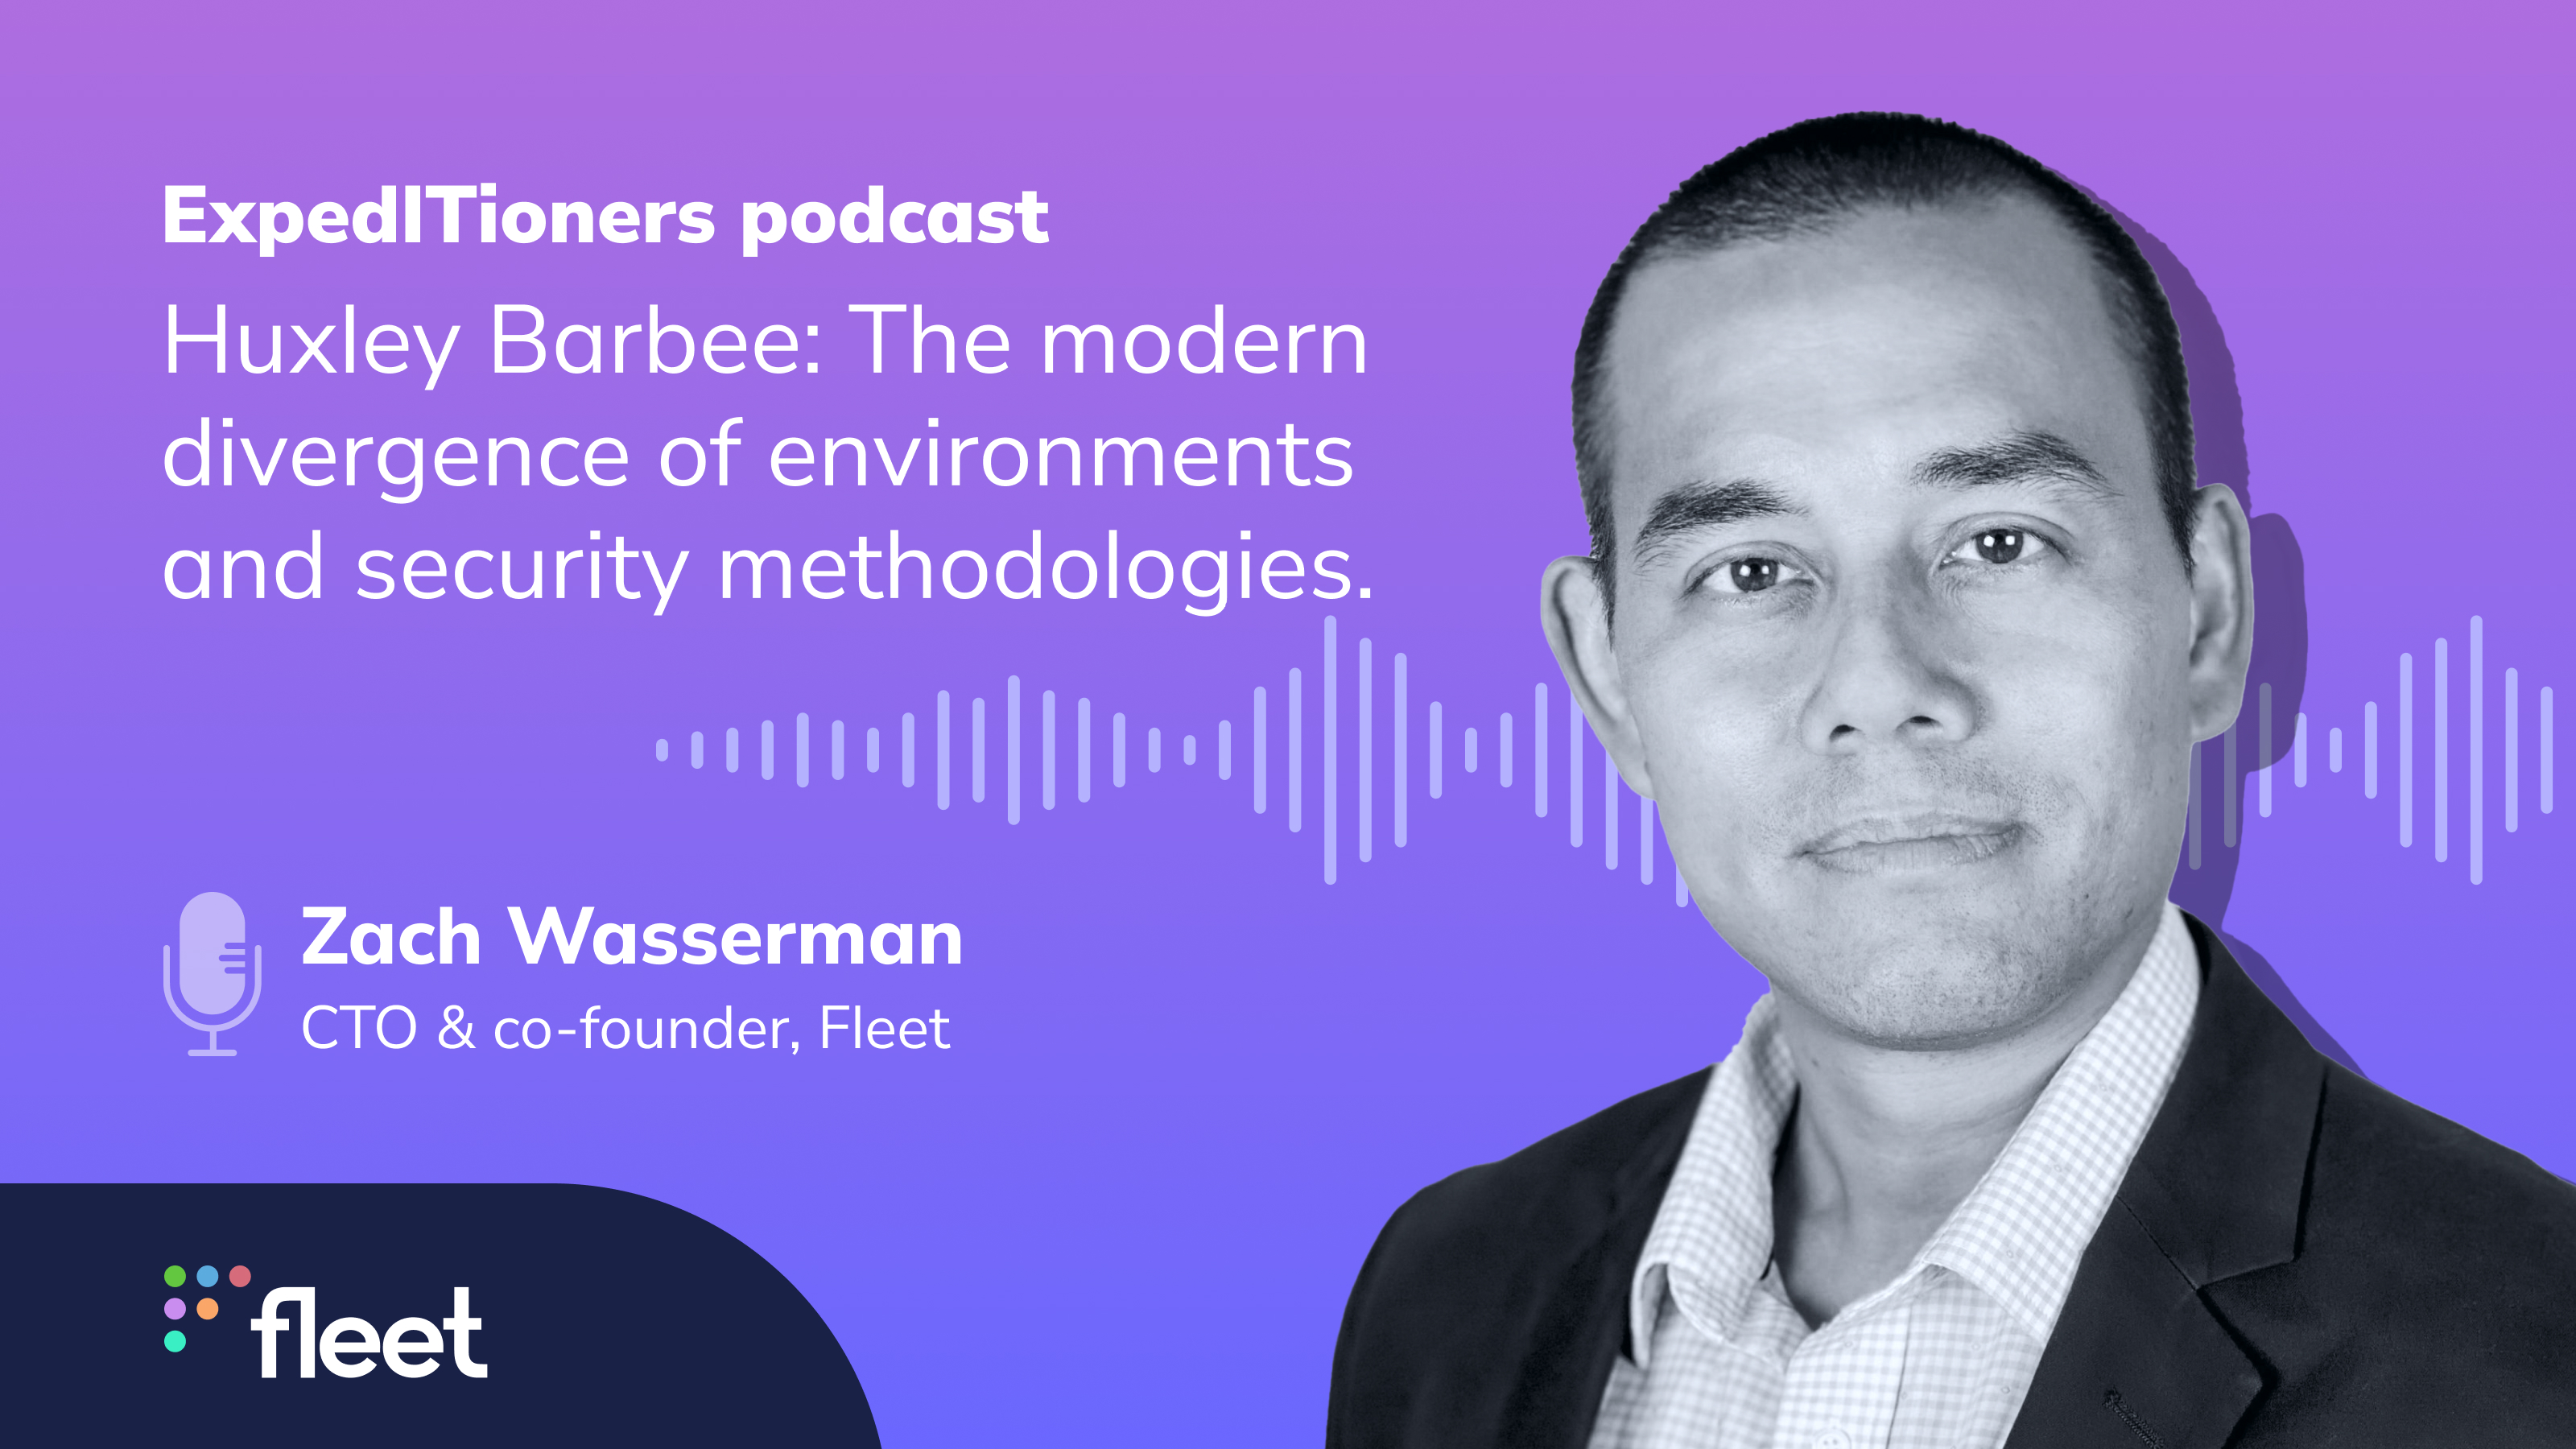 ExpedITioners podcast
Huxley Barbee: The modern
divergence of environments
and security methodologies.
Zach Wasserman
CTO & co-founder, Fleet
fleet